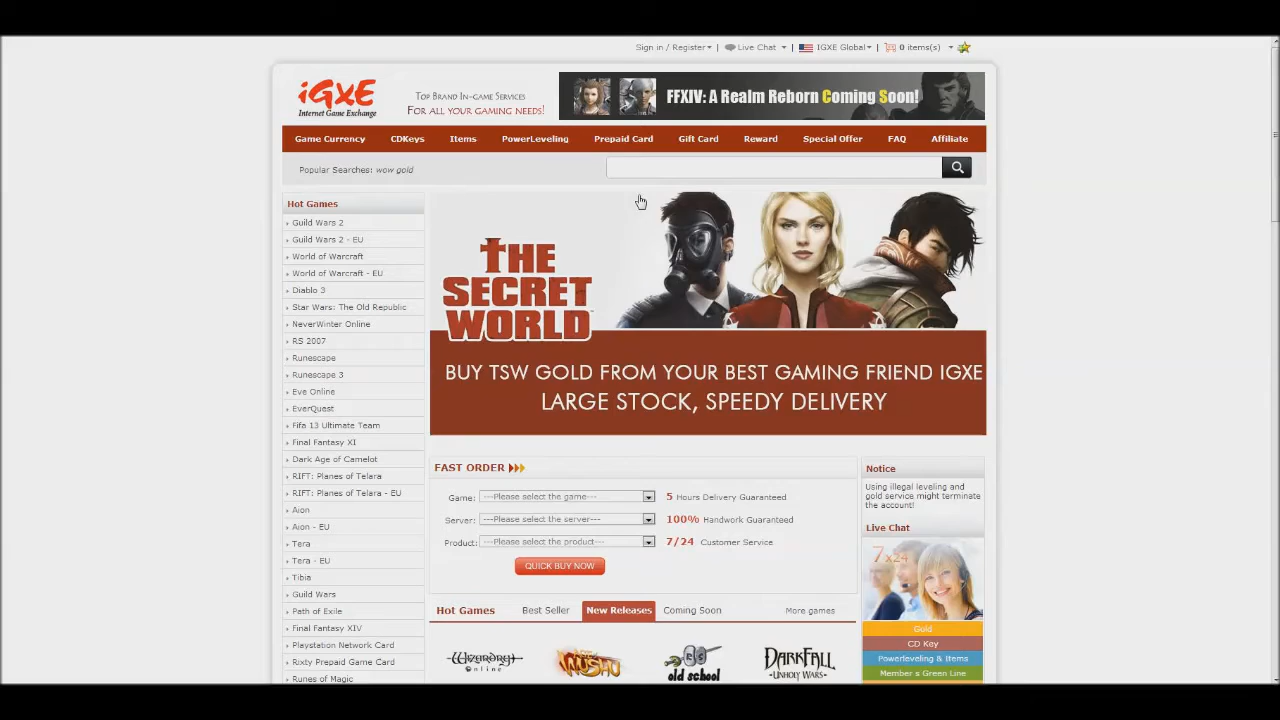 Sign in / Register
Live Chat
IGXE Global
0 items(s)
iGXE
Internet Game Exchange
Top Brand In-game Services
For all your gaming needs!
FFXIV: A Realm Reborn Coming Soon!
Game Currency
CDKeys
Items
PowerLeveling
Prepaid Card
Gift Card
Reward
Special Offer
FAQ
Affiliate
Popular Searches: wow gold
Hot Games
Guild Wars 2
Guild Wars 2 - EU
World of Warcraft
World of Warcraft - EU
Diablo 3
Star Wars: The Old Republic
NeverWinter Online
RS 2007
Runescape
Runescape 3
Eve Online
EverQuest
Fifa 13 Ultimate Team
Final Fantasy XI
Dark Age of Camelot
RIFT: Planes of Telara
RIFT: Planes of Telara - EU
Aion
Aion - EU
Tera
Tera - EU
Tibia
Guild Wars
Path of Exile
Final Fantasy XIV
Playstation Network Card
Rixty Prepaid Game Card
Runes of Magic
THE
SECRET
WORLD
BUY TSW GOLD FROM YOUR BEST GAMING FRIEND IGXE
LARGE STOCK, SPEEDY DELIVERY
FAST ORDER
Game: ---Please select the game---
5 Hours Delivery Guaranteed
Server: ---Please select the server---
100% Handwork Guaranteed
Product: ---Please select the product---
7/24 Customer Service
QUICK BUY NOW
Hot Games
Best Seller
New Releases
Coming Soon
More games
Wizardry
Online
WUSHU
old school
DARKFALL
UNHOLY WARS
Notice
Using illegal leveling and
gold service might terminate
the account!
Live Chat
7x24
Gold
CD Key
Powerleveling & Items
Member s Green Line